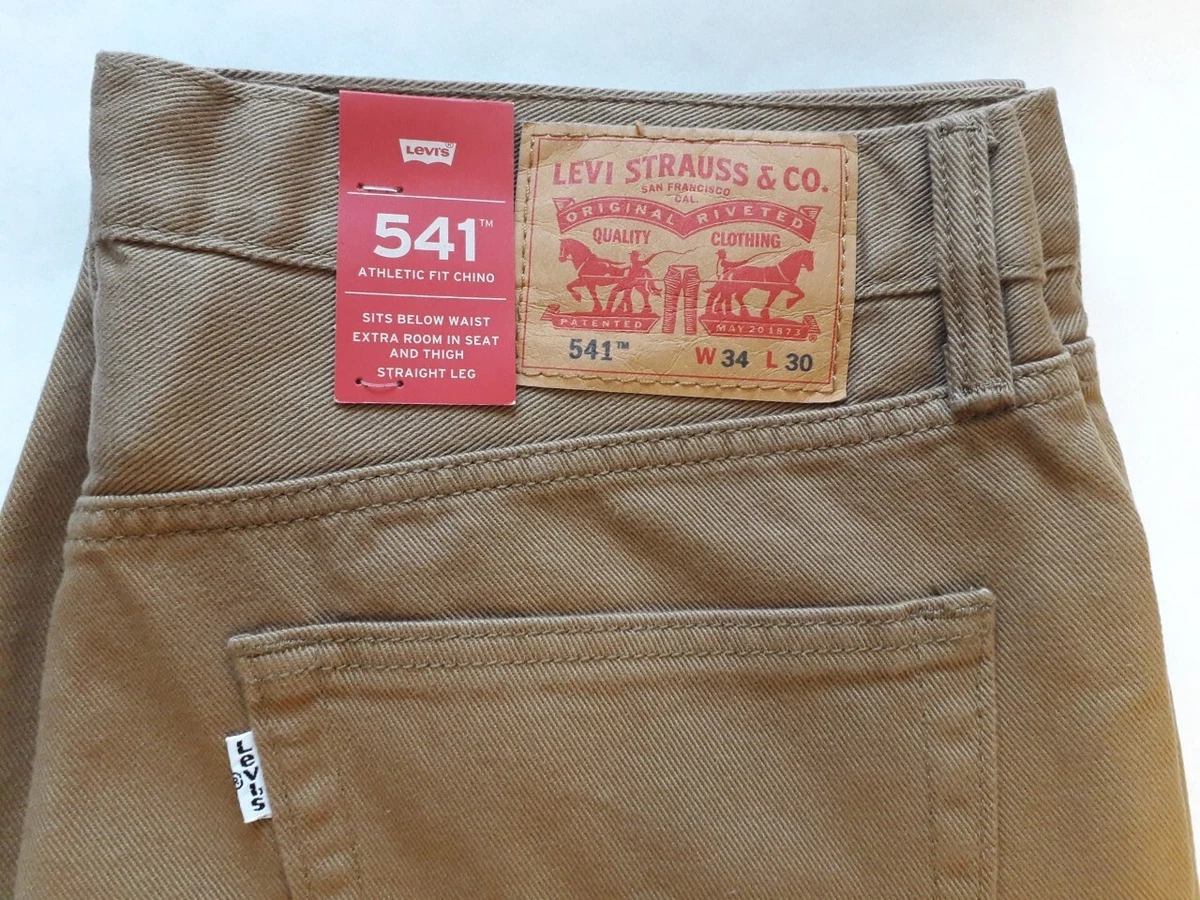 Levi's®
541™
ATHLETIC FIT CHINO
SITS BELOW WAIST
EXTRA ROOM IN SEAT
AND THIGH
STRAIGHT LEG
LEVI STRAUSS & CO.
SAN FRANCISCO
CAL.
ORIGINAL RIVETED
QUALITY CLOTHING
PATENTED MAY 20 1873 ®
541™ W 34 L 30
LEVI'S ®